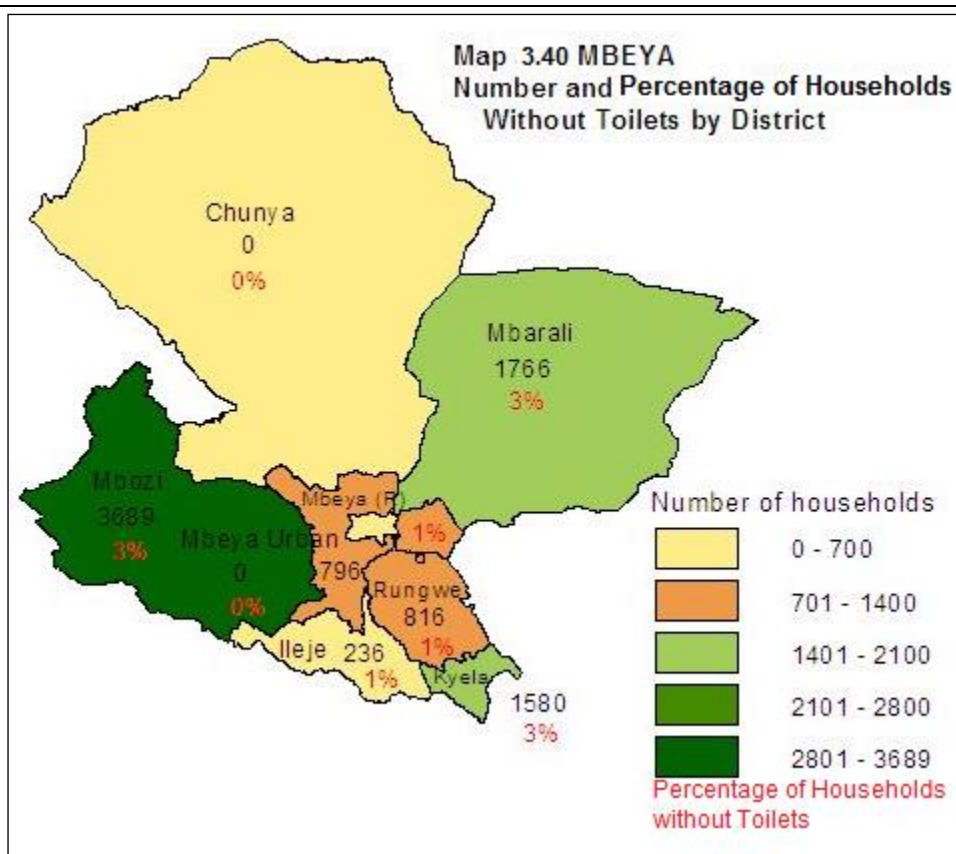 Map 3.40 MBEYA
Number and Percentage of Households
Without Toilets by District
Chunya
0
0%
Mbarali
1766
3%
Mbozi
3689
3%
Mbeya Urban
0
0%
Mbeya (R)
796
1%
Rungwe
816
1%
Ileje 236
1%
Kyela
1580
3%
Number of households
0 - 700
701 - 1400
1401 - 2100
2101 - 2800
2801 - 3689
Percentage of Households
without Toilets